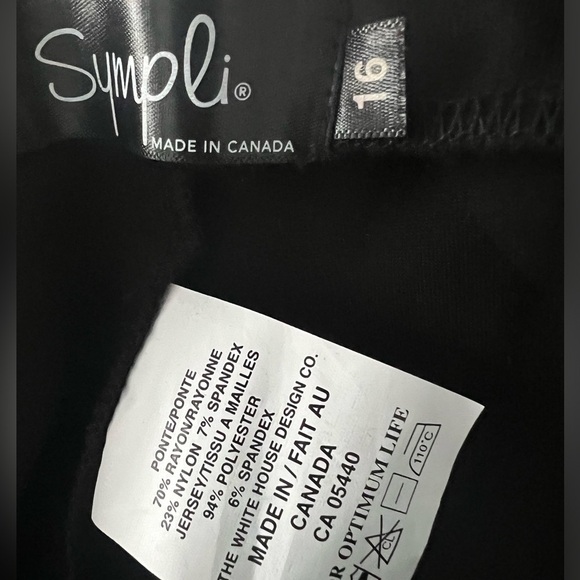 Sympli®
MADE IN CANADA
16
PONTE/PONTE
70% RAYON/RAYONNE
23% NYLON 7% SPANDEX
JERSEY/TISSU A MAILLES
94% POLYESTER
6% SPANDEX
THE WHITE HOUSE DESIGN CO.
MADE IN / FAIT AU
CANADA
CA 05440
R OPTIMUM LIFE
CL
110°C